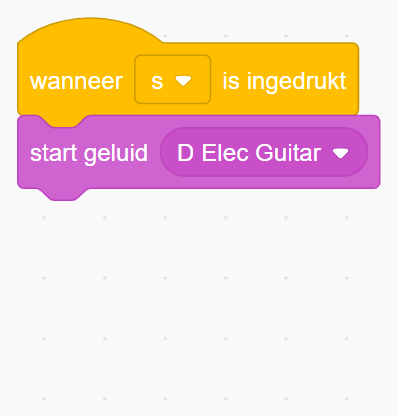 wanneer s is ingedrukt
start geluid D Elec Guitar